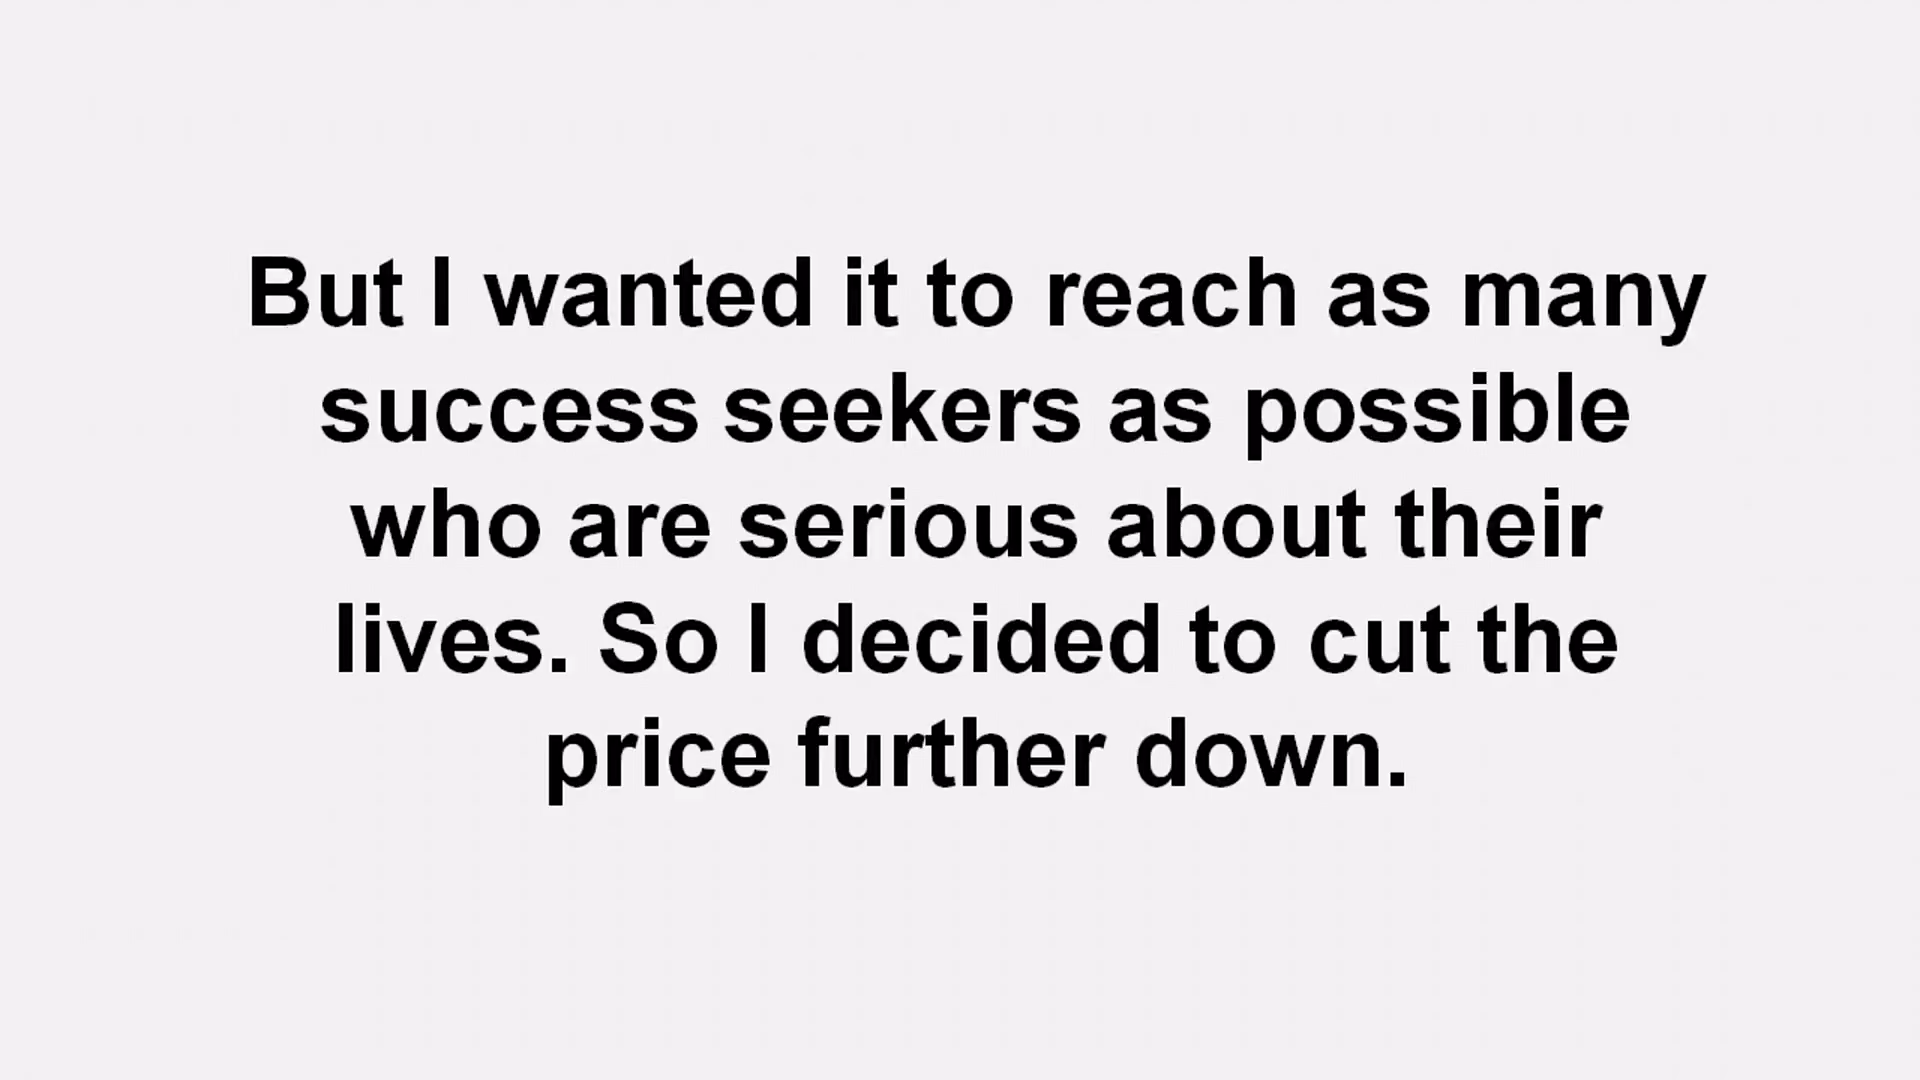 But I wanted it to reach as many
success seekers as possible
who are serious about their
lives. So I decided to cut the
price further down.